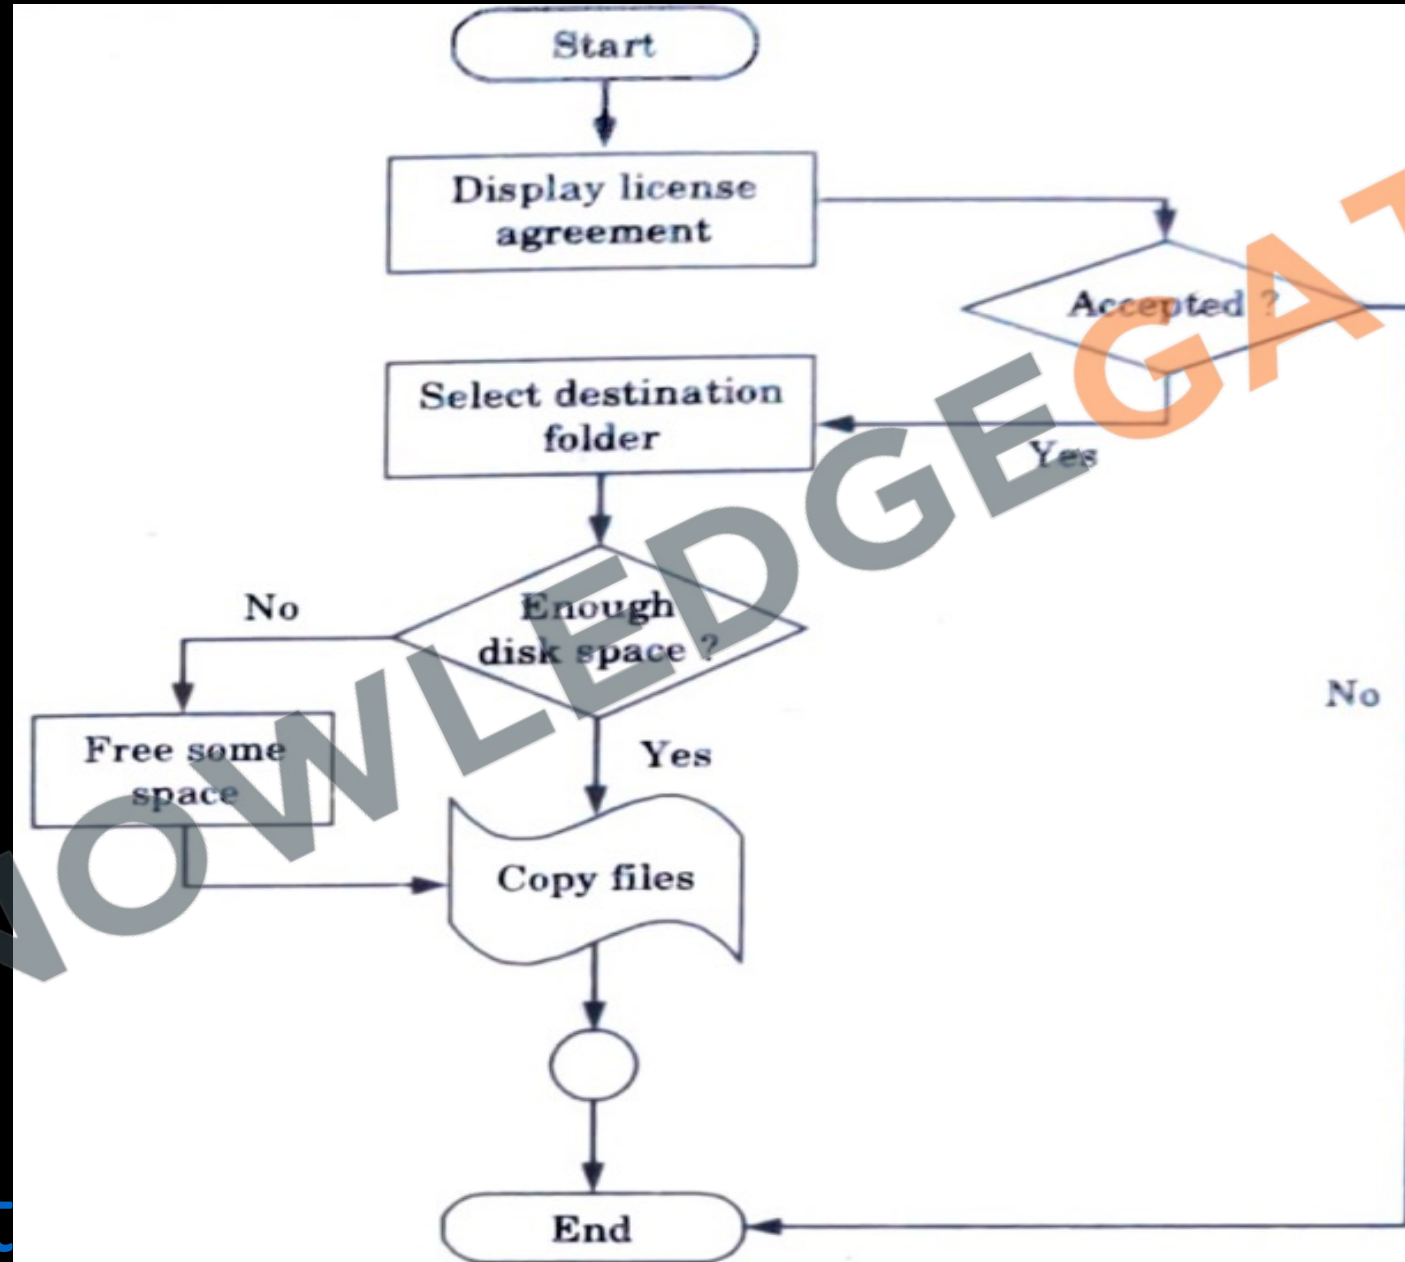 Start
Display license
agreement
Accepted ?
Select destination
folder
Yes
Enough
disk space ?
No
No
Free some
space
Yes
Copy files
End
NOWLEDGEGAT